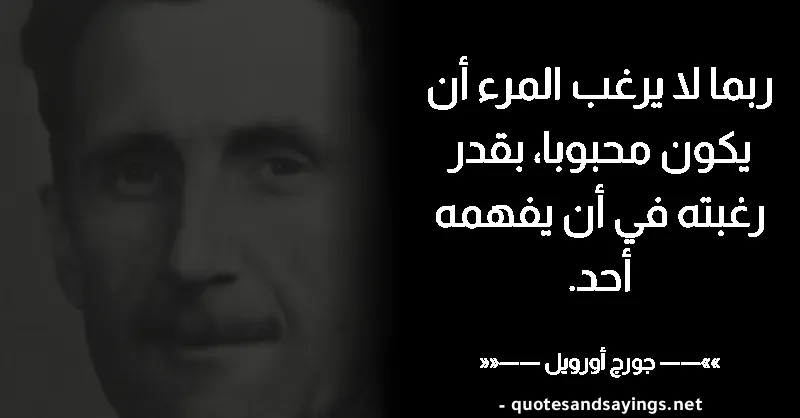 ربما لا يرغب المرء أن
يكون محبوبا، بقدر
رغبته في أن يفهمه
أحد.
»»—— جورج أورويل ——««
- quotesandsayings.net